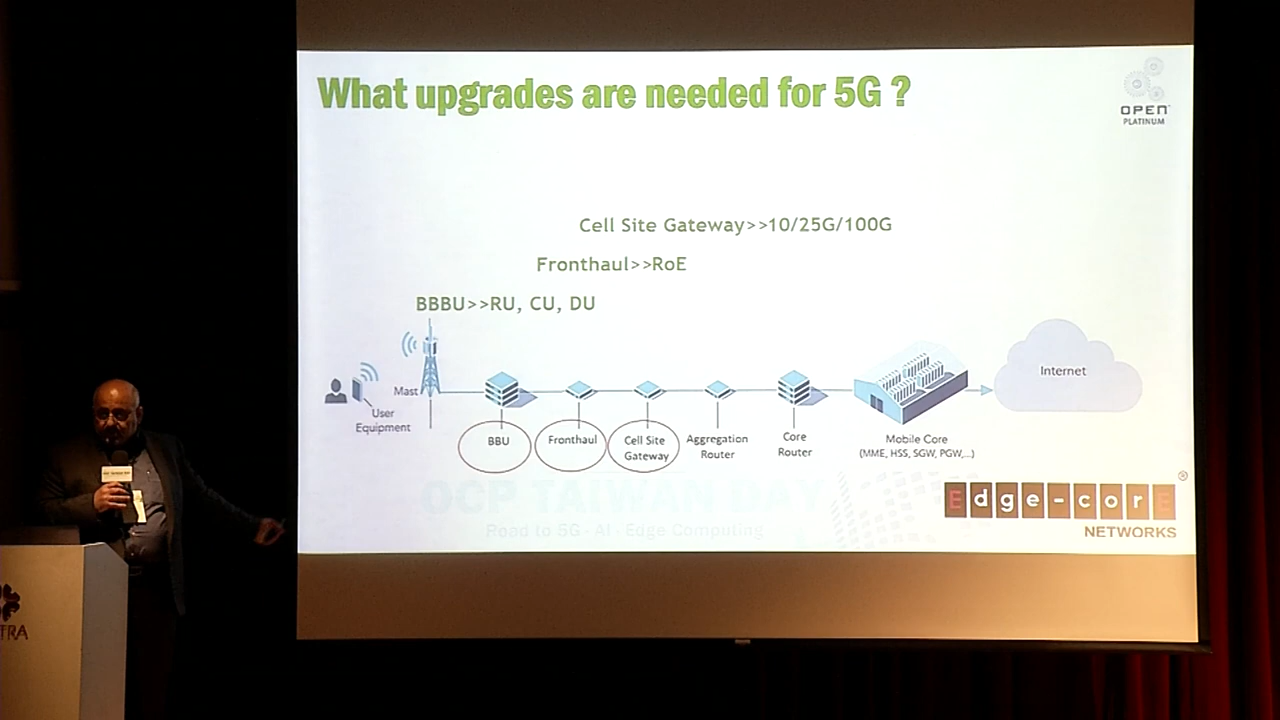 What upgrades are needed for 5G ?
OPEN
PLATINUM
Cell Site Gateway>>10/25G/100G
Fronthaul>>RoE
BBBU>>RU, CU, DU
Mast
User
Equipment
BBU
Fronthaul
Cell Site
Gateway
Aggregation
Router
Core
Router
Mobile Core
(MME, HSS, SGW, PGW,...)
Internet
OCP TAIWAN DAY
Road to 5G - AI - Edge Computing
Edge-corE
NETWORKS
®
TRA